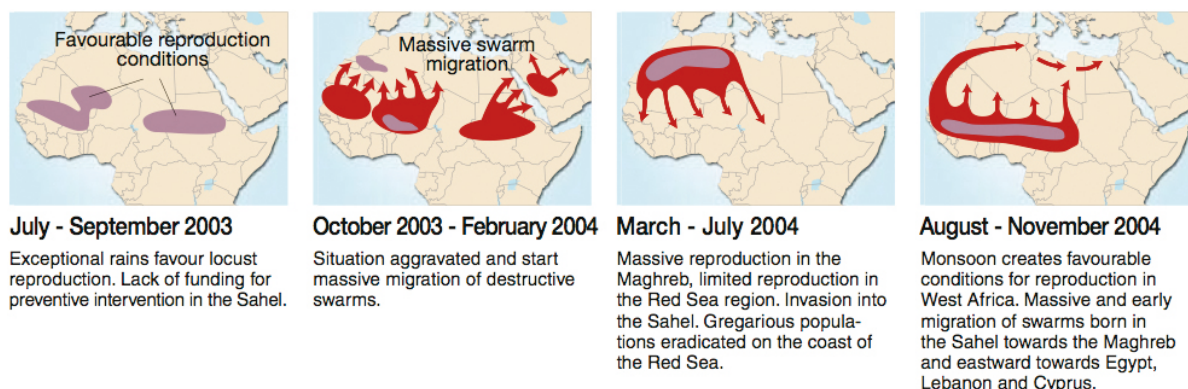 Favourable reproduction
conditions
Massive swarm
migration
July - September 2003
Exceptional rains favour locust
reproduction. Lack of funding for
preventive intervention in the Sahel.
October 2003 - February 2004
Situation aggravated and start
massive migration of destructive
swarms.
March - July 2004
Massive reproduction in the
Maghreb, limited reproduction in
the Red Sea region. Invasion into
the Sahel. Gregarious popula-
tions eradicated on the coast of
the Red Sea.
August - November 2004
Monsoon creates favourable
conditions for reproduction in
West Africa. Massive and early
migration of swarms born in
the Sahel towards the Maghreb
and eastward towards Egypt,
Lebanon and Cyprus.